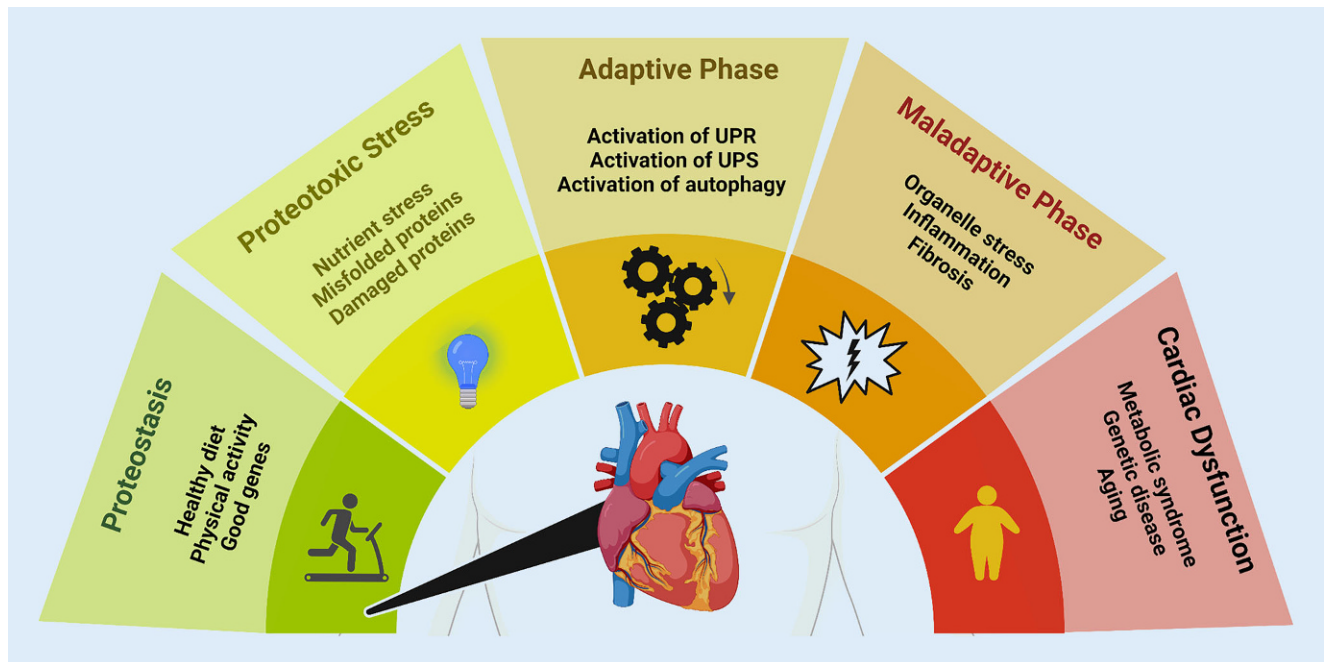 Proteostasis
Healthy diet
Physical activity
Good genes
Proteotoxic Stress
Nutrient stress
Misfolded proteins
Damaged proteins
Adaptive Phase
Activation of UPR
Activation of UPS
Activation of autophagy
Maladaptive Phase
Organelle stress
Inflammation
Fibrosis
Cardiac Dysfunction
Metabolic syndrome
Genetic disease
Aging